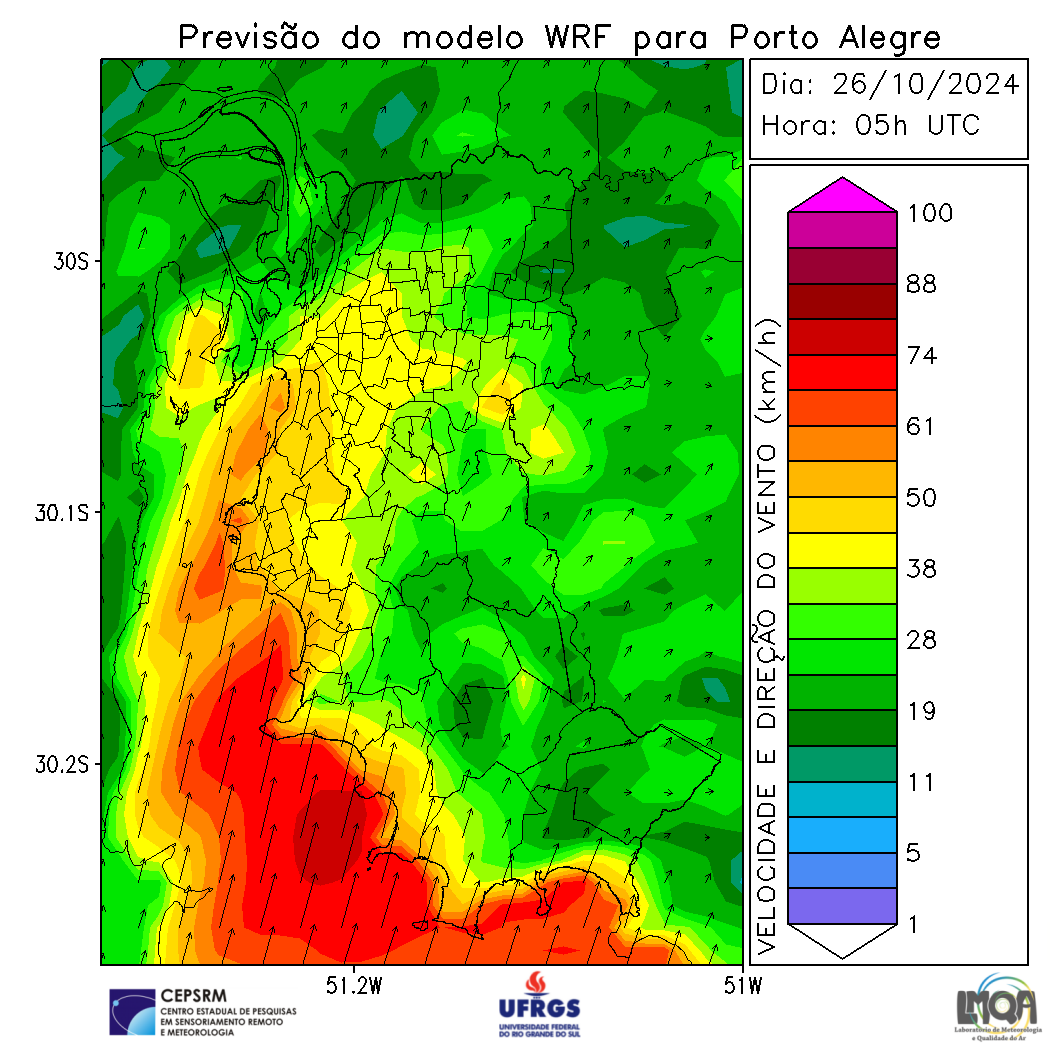 Previsão do modelo WRF para Porto Alegre
Dia: 26/10/2024
Hora: 05h UTC
30S
30.1S
30.2S
51.2W
51W
VELOCIDADE E DIREÇÃO DO VENTO (km/h)
100
88
74
61
50
38
28
19
11
5
1
CEPSRM
CENTRO ESTADUAL DE PESQUISAS
EM SENSORIAMENTO REMOTO
E METEOROLOGIA
UFRGS
UNIVERSIDADE FEDERAL
DO RIO GRANDE DO SUL
LMQA
Laboratório de Meteorologia
e Qualidade do Ar